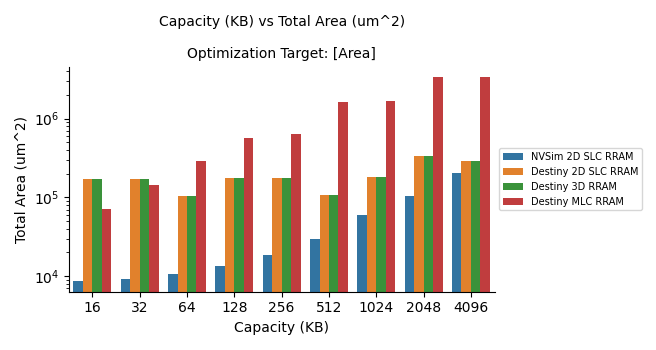 Capacity (KB) vs Total Area (um^2)
Optimization Target: [Area]
Total Area (um^2)
10^6
10^5
10^4
16 32 64 128 256 512 1024 2048 4096
Capacity (KB)
NVSim 2D SLC RRAM
Destiny 2D SLC RRAM
Destiny 3D RRAM
Destiny MLC RRAM